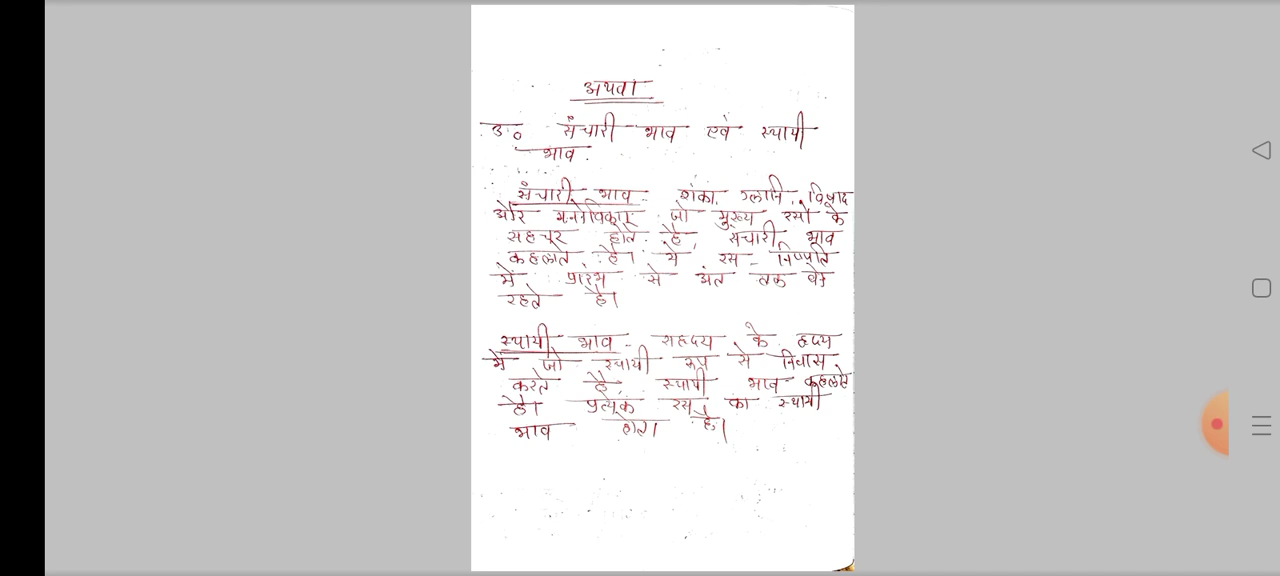 अथवा
उ० संचारी भाव एवं स्थायी
भाव.
संचारी भाव - शंका, ग्लानि, विषाद
और मनोविकार जो मुख्य रसों के
सहचर होते है, संचारी भाव
कहलाते है। ये रस - निष्पति
में प्रारंभ से अंत तक बने
रहते है।
स्थायी भाव - सहृदय के हृदय
में जो स्थायी रूप से निवास
करते है, स्थायी भाव कहलाते
है। प्रत्येक रस का स्थायी
भाव होता है।